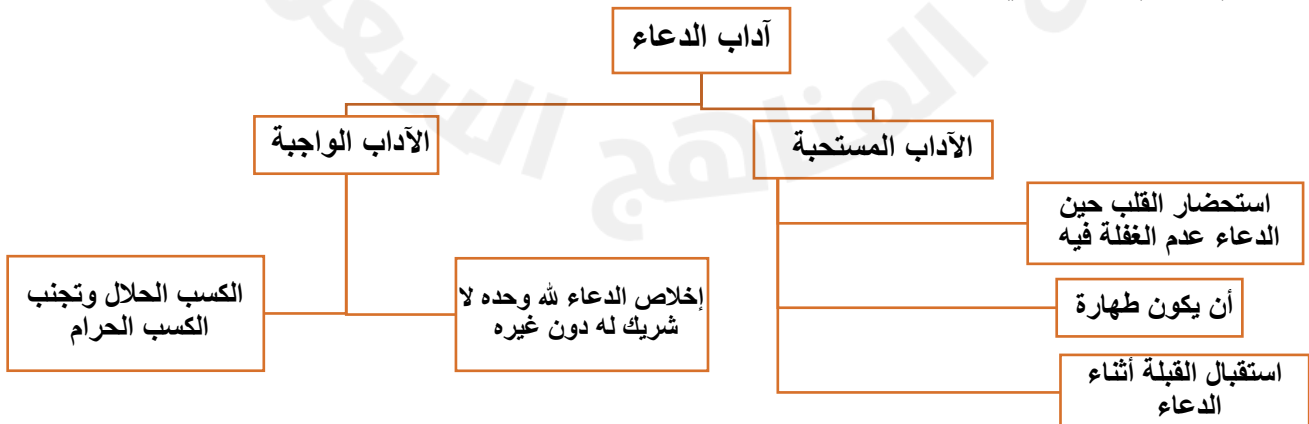 آداب الدعاء
الآداب المستحبة
الآداب الواجبة
استحضار القلب حين
الدعاء عدم الغفلة فيه
أن يكون طهارة
استقبال القبلة أثناء
الدعاء
إخلاص الدعاء لله وحده لا
شريك له دون غيره
الكسب الحلال وتجنب
الكسب الحرام
المناهج